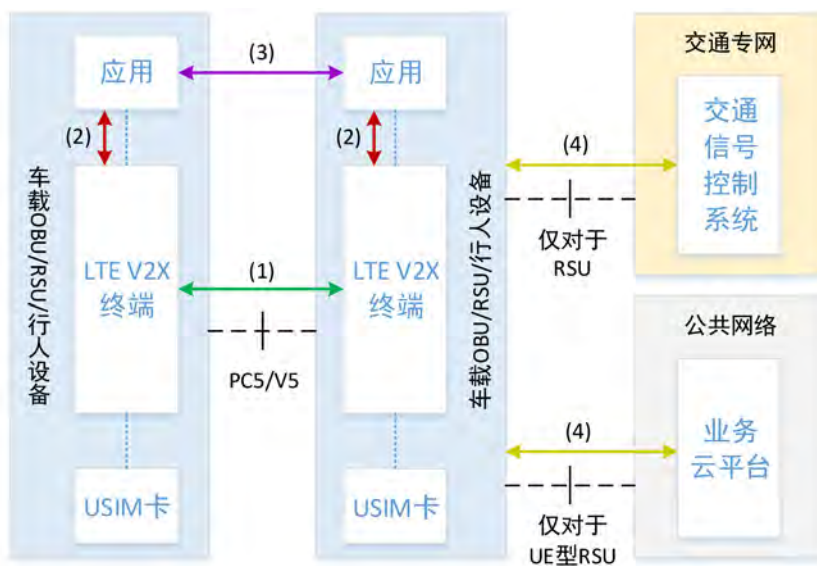 应用
(3)
应用
(2)
(2)
车载OBU/RSU/行人设备
LTE V2X
终端
(1)
LTE V2X
终端
PC5/V5
车载OBU/RSU/行人设备
USIM卡
USIM卡
交通专网
交通
信号
控制
系统
(4)
仅对于
RSU
公共网络
业务
云平台
(4)
仅对于
UE型RSU